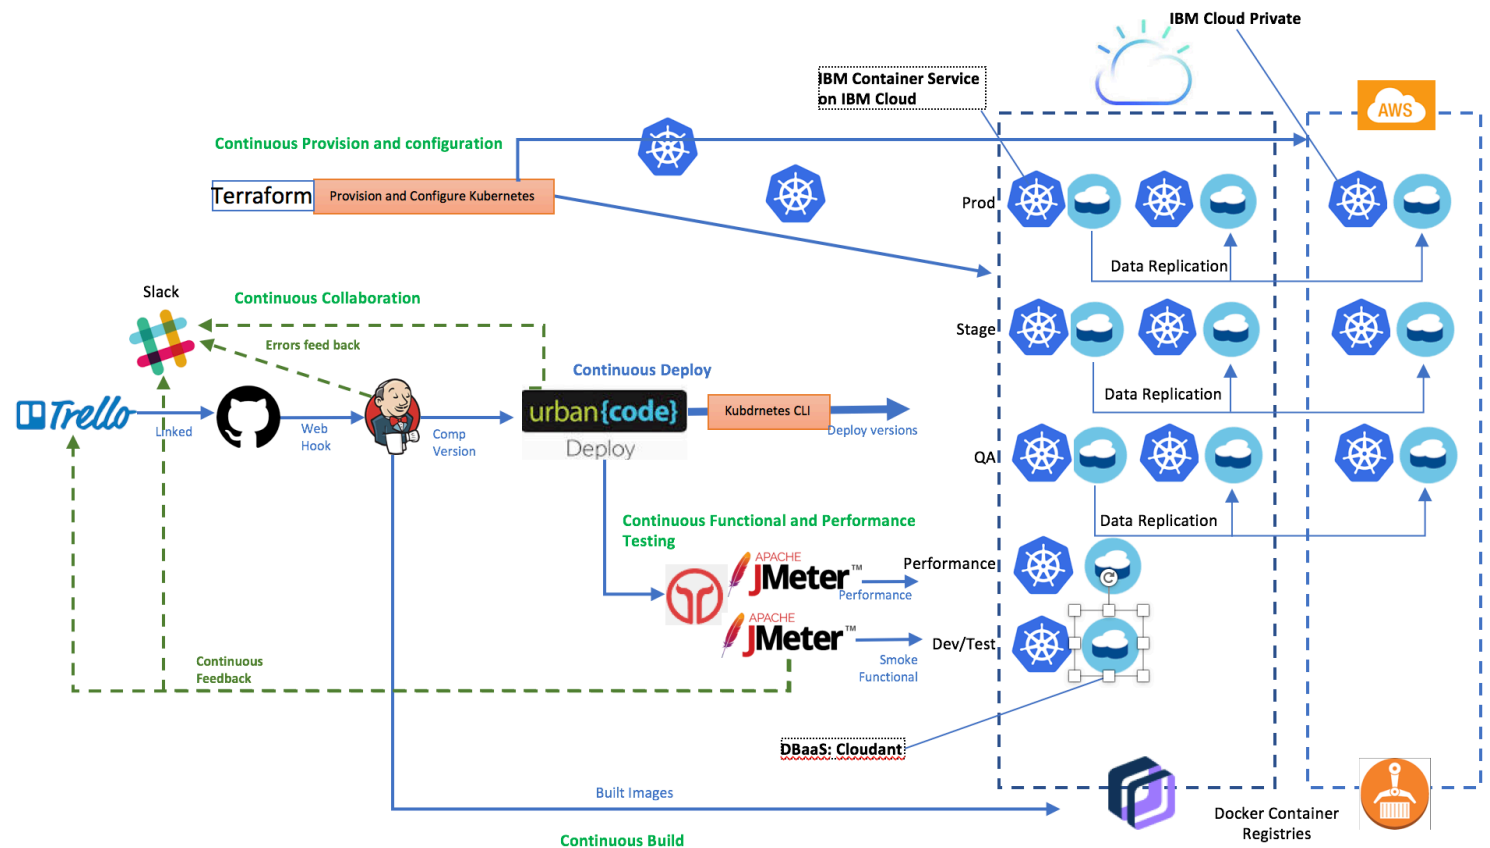 IBM Cloud Private
IBM Container Service
on IBM Cloud
AWS
Continuous Provision and configuration
Terraform
Provision and Configure Kubernetes
Prod
Data Replication
Slack
Continuous Collaboration
Errors feed back
Stage
Continuous Deploy
Data Replication
Trello
Linked
Web
Hook
Comp
Version
urban{code}
Deploy
Kubdrnetes CLI
Deploy versions
QA
Data Replication
Continuous Functional and Performance
Testing
APACHE
JMeter™
Performance
Performance
APACHE
JMeter™
Smoke
Functional
Dev/Test
Continuous
Feedback
DBaaS: Cloudant
Built Images
Docker Container
Registries
Continuous Build